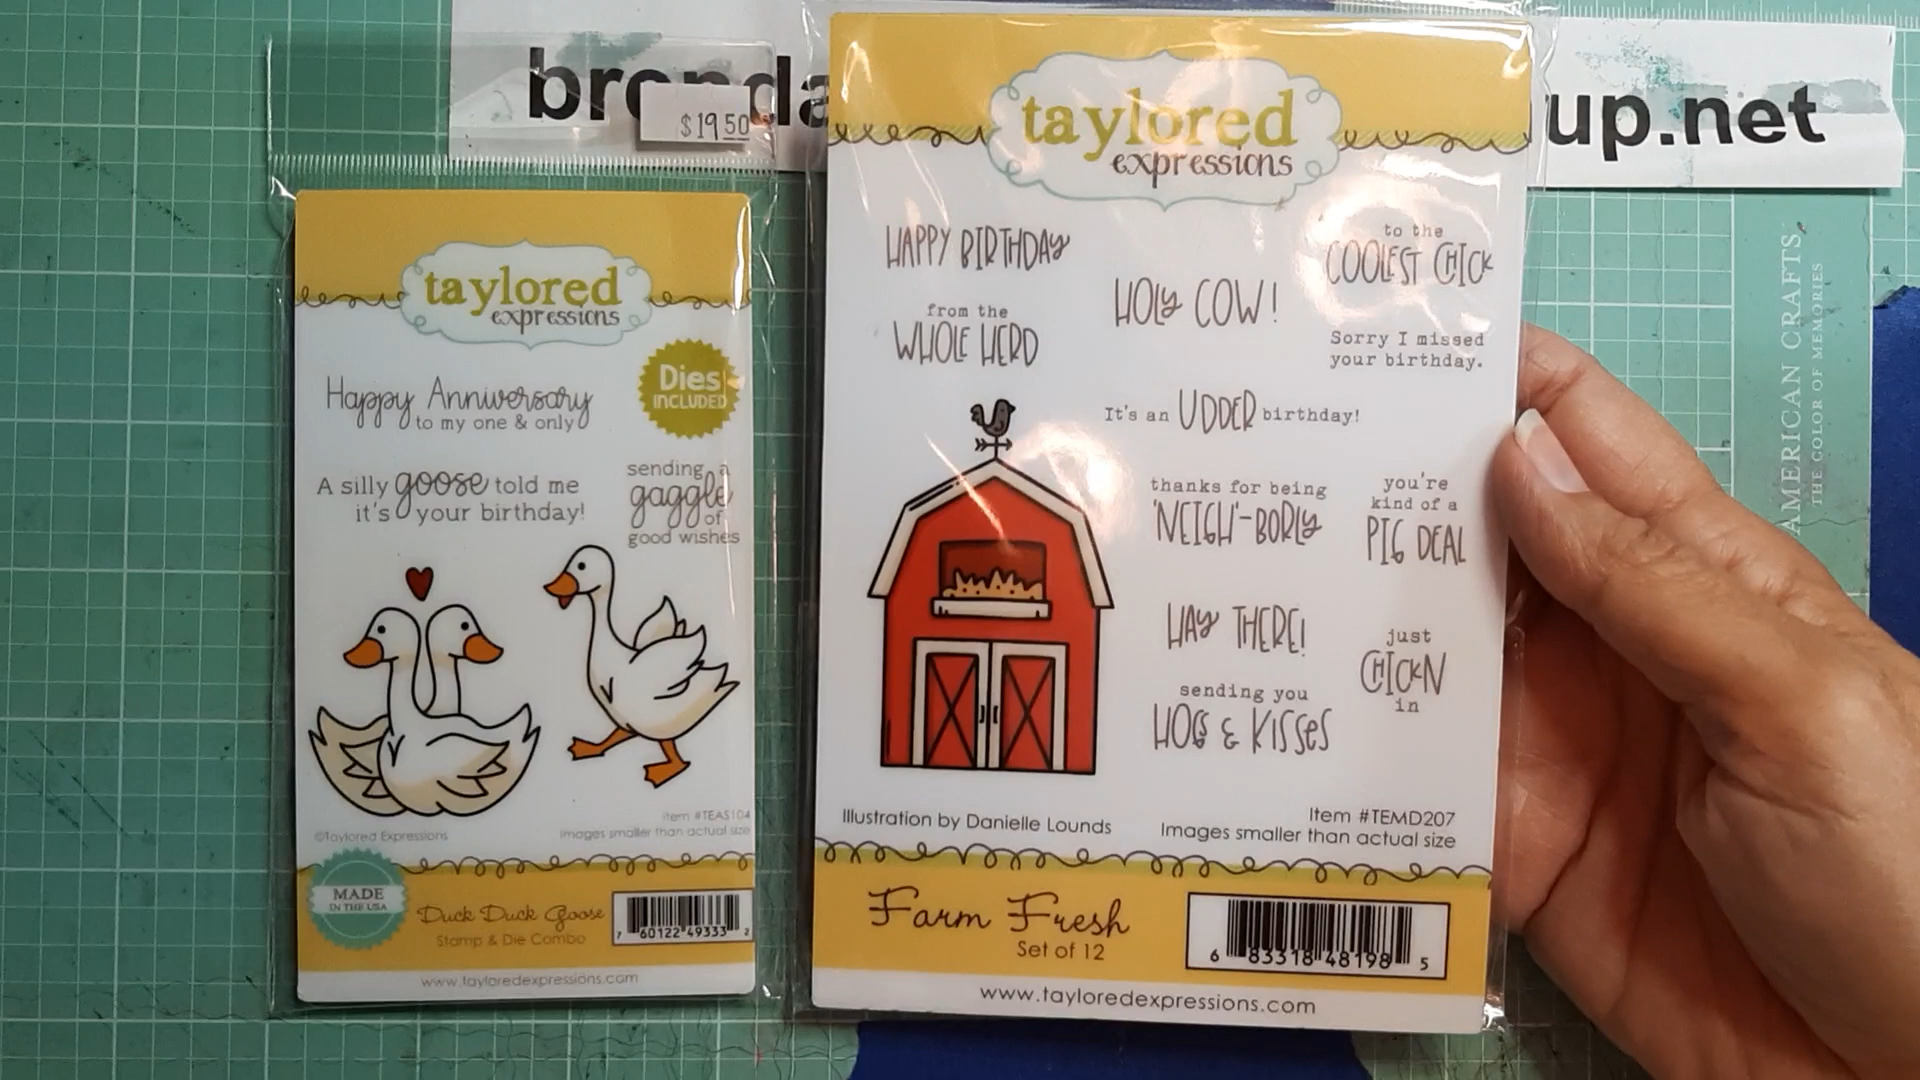 $19.50
up.net
taylored
expressions
Dies
INCLUDED
Happy Anniversary
to my one & only
A silly goose told me
it's your birthday!
sending a
gaggle
of
good wishes
©Taylored Expressions
Item #TEAS104
Images smaller than actual size
MADE
IN THE USA
Duck Duck Goose
Stamp & Die Combo
7 60122 49333 2
www.tayloredexpressions.com
taylored
expressions
HAPPY BIRTHDAY
from the
WHOLE HERD
HOLY COW!
to the
COOLEST CHICK
Sorry I missed
your birthday.
It's an UDDER birthday!
thanks for being
'NEIGH'-BORLY
you're
kind of a
PIG DEAL
HAY THERE!
just
CHICKN
in
sending you
HOGS & KISSES
Illustration by Danielle Lounds
Item #TEMD207
Images smaller than actual size
Farm Fresh
Set of 12
6 83318 48198 5
www.tayloredexpressions.com
AMERICAN CRAFTS
THE COLOR OF MEMORIES